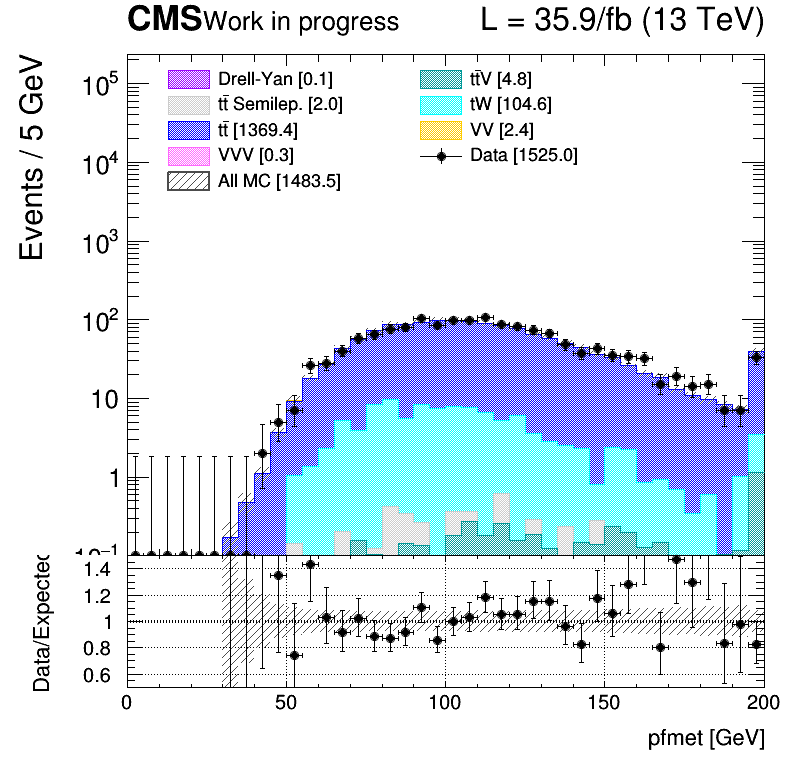 CMS Work in progress L = 35.9/fb (13 TeV)
Events / 5 GeV
10⁵
10⁴
10³
10²
10
1
10⁻¹
Drell-Yan [0.1]
tt̄ Semilep. [2.0]
tt̄ [1369.4]
VVV [0.3]
All MC [1483.5]
tt̄V [4.8]
tW [104.6]
VV [2.4]
Data [1525.0]
Data/Expected
1.4
1.2
1
0.8
0.6
0 50 100 150 200
pfmet [GeV]